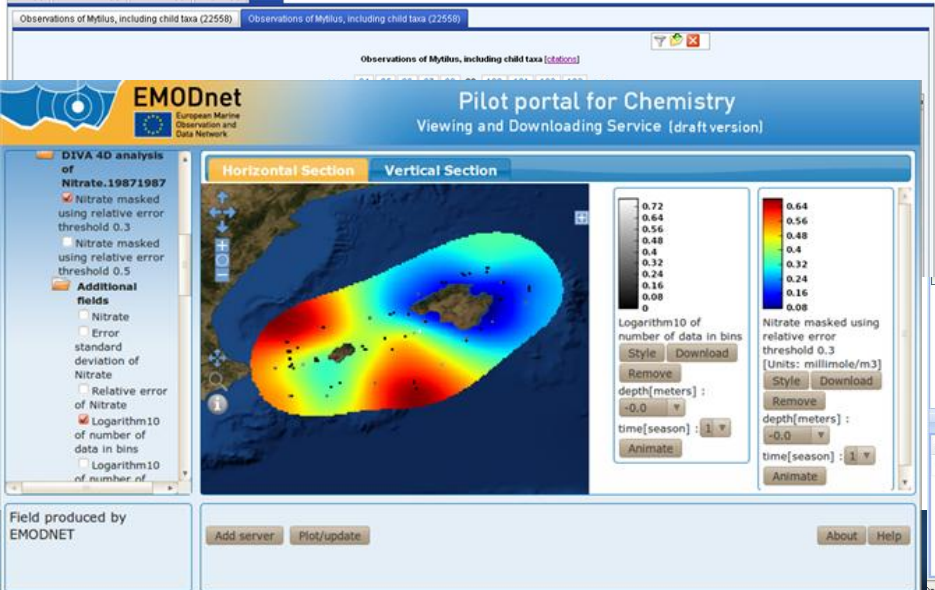 Observations of Mytilus, including child taxa (22558)
Observations of Mytilus, including child taxa (22558)
Observations of Mytilus, including child taxa [citations]
EMODnet
European Marine
Observation and
Data Network
Pilot portal for Chemistry
Viewing and Downloading Service (draft version)
DIVA 4D analysis
of
Nitrate.19871987
Nitrate masked
using relative error
threshold 0.3
Nitrate masked
using relative error
threshold 0.5
Additional
fields
Nitrate
Error
standard
deviation of
Nitrate
Relative error
of Nitrate
Logarithm10
of number of
data in bins
Logarithm10
of number of
Horizontal Section
Vertical Section
0.72
0.64
0.56
0.48
0.4
0.32
0.24
0.16
0.08
0
Logarithm10 of
number of data in bins
Style Download
Remove
depth[meters] :
-0.0
time[season] : 1
Animate
0.64
0.56
0.48
0.4
0.32
0.24
0.16
0.08
Nitrate masked using
relative error
threshold 0.3
[Units: millimole/m3]
Style Download
Remove
depth[meters] :
-0.0
time[season] : 1
Animate
Field produced by
EMODNET
Add server Plot/update
About Help